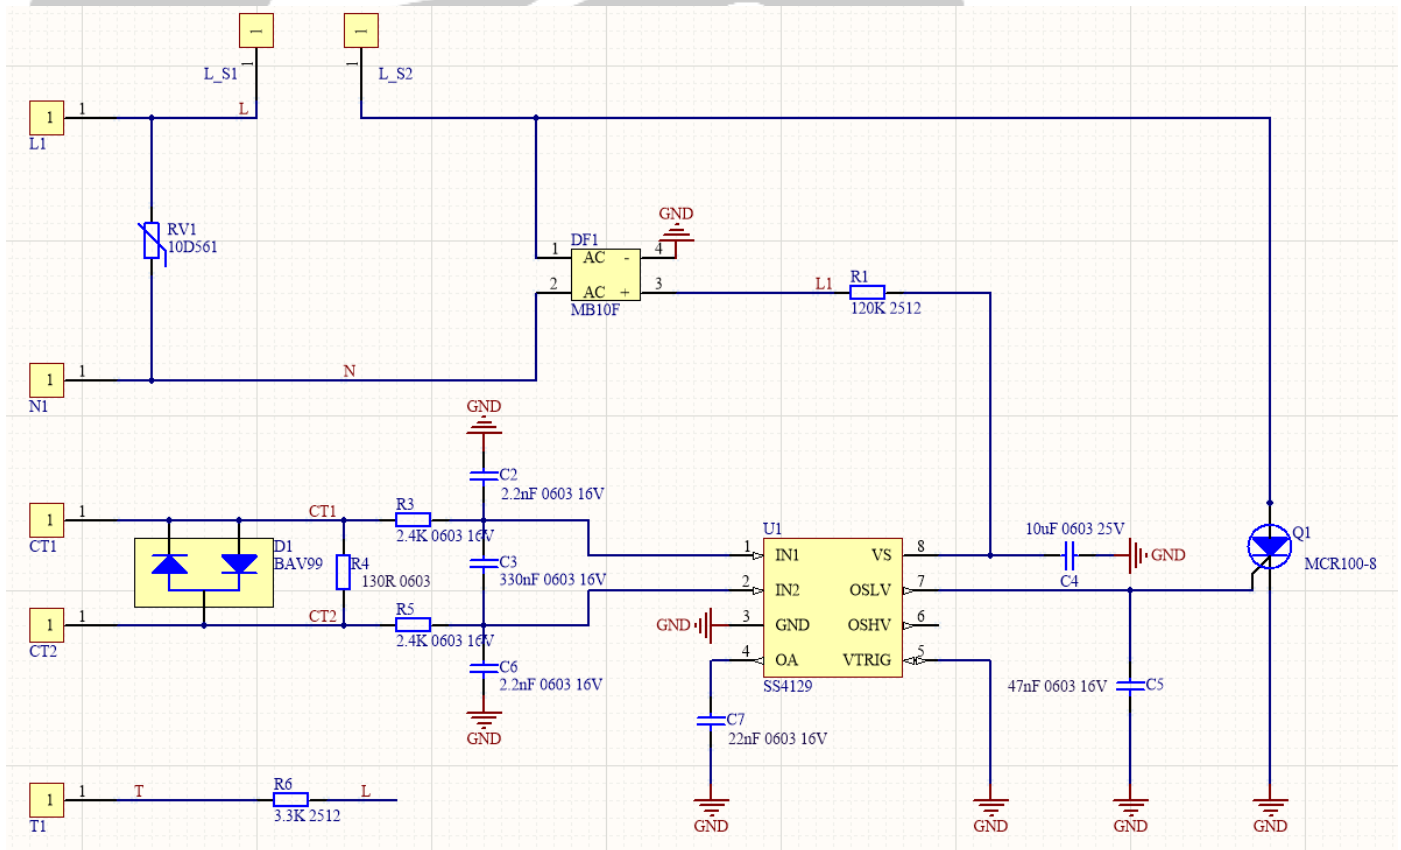 1
1
1
1
L_S1
L_S2
1
1
L
L1
RV1
10D561
GND
DF1
1
AC
-
4
2
AC
+
3
MB10F
L1
R1
120K 2512
1
1
N
N1
GND
C2
2.2nF 0603 16V
1
1
CT1
CT1
R3
2.4K 0603 16V
D1
BAV99
R4
130R 0603
C3
330nF 0603 16V
U1
1
IN1
VS
8
10uF 0603 25V
C4
GND
Q1
MCR100-8
2
IN2
OSLV
7
1
1
CT2
CT2
R5
2.4K 0603 16V
GND
3
GND
OSHV
6
4
OA
VTRIG
5
SS4129
C6
2.2nF 0603 16V
GND
47nF 0603 16V
C5
C7
22nF 0603 16V
1
1
T
T1
R6
3.3K 2512
L
GND
GND
GND
GND